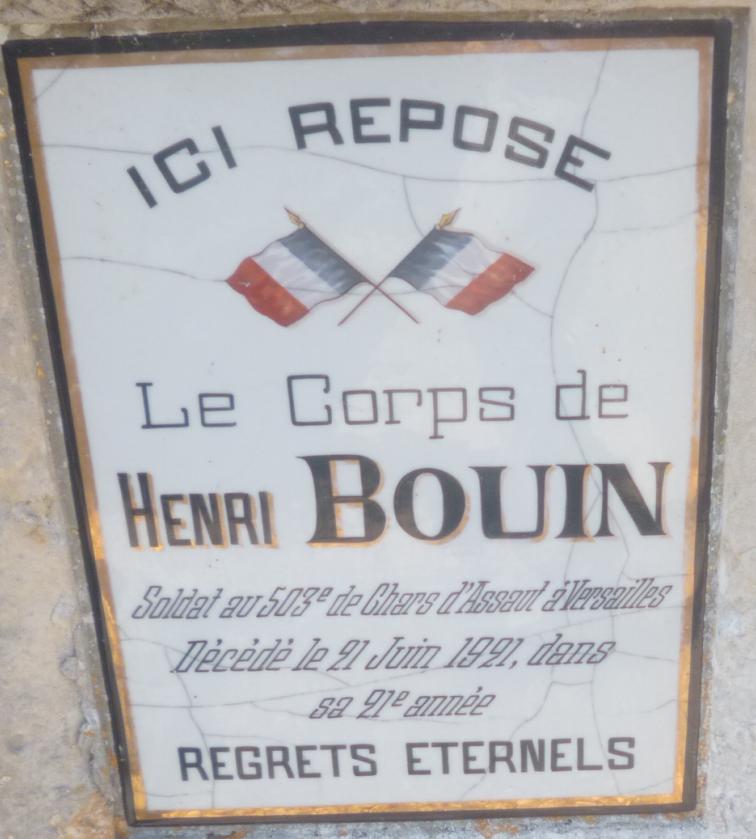 ICI REPOSE
Le Corps de
HENRI BOUIN
Soldat au 503e de Chars d'Assaut à Versailles
Décédé le 21 Juin 1921, dans
sa 21e année
REGRETS ETERNELS